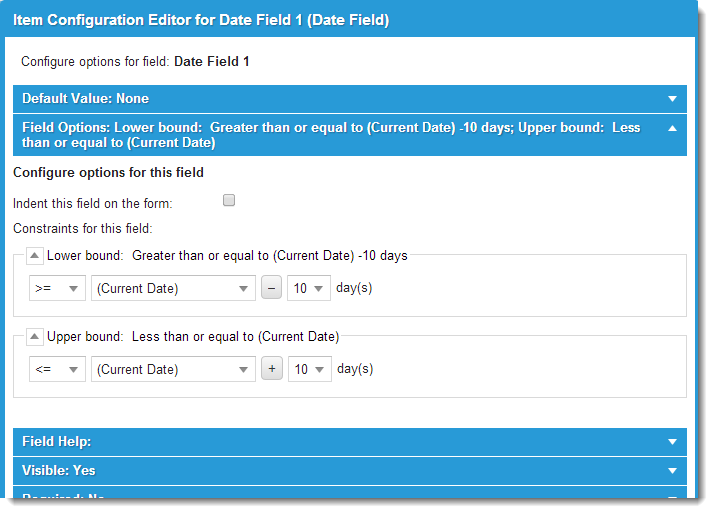 Item Configuration Editor for Date Field 1 (Date Field)
Configure options for field: Date Field 1
Default Value: None
Field Options: Lower bound:  Greater than or equal to (Current Date) -10 days; Upper bound:  Less
than or equal to (Current Date)
Configure options for this field
Indent this field on the form:
Constraints for this field:
Lower bound:  Greater than or equal to (Current Date) -10 days
>= (Current Date) – 10 day(s)
Upper bound:  Less than or equal to (Current Date)
<= (Current Date) + 10 day(s)
Field Help:
Visible: Yes
Required: No